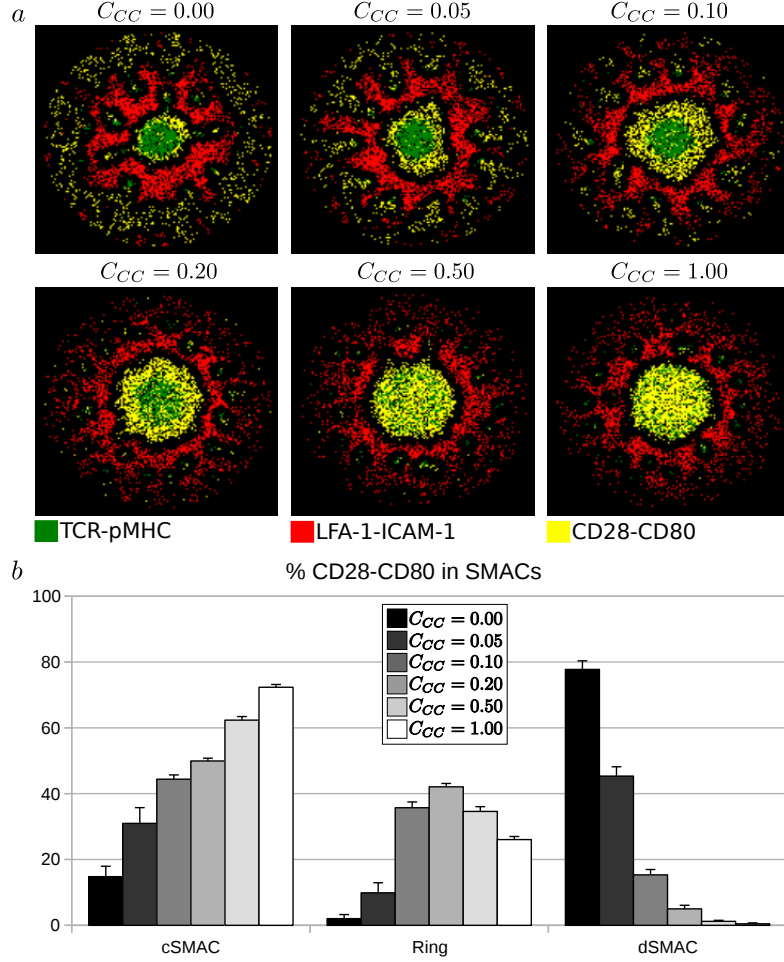 a
C_CC = 0.00
C_CC = 0.05
C_CC = 0.10
C_CC = 0.20
C_CC = 0.50
C_CC = 1.00
TCR-pMHC
LFA-1-ICAM-1
CD28-CD80
b
% CD28-CD80 in SMACs
100
80
60
40
20
0
C_CC = 0.00
C_CC = 0.05
C_CC = 0.10
C_CC = 0.20
C_CC = 0.50
C_CC = 1.00
cSMAC
Ring
dSMAC